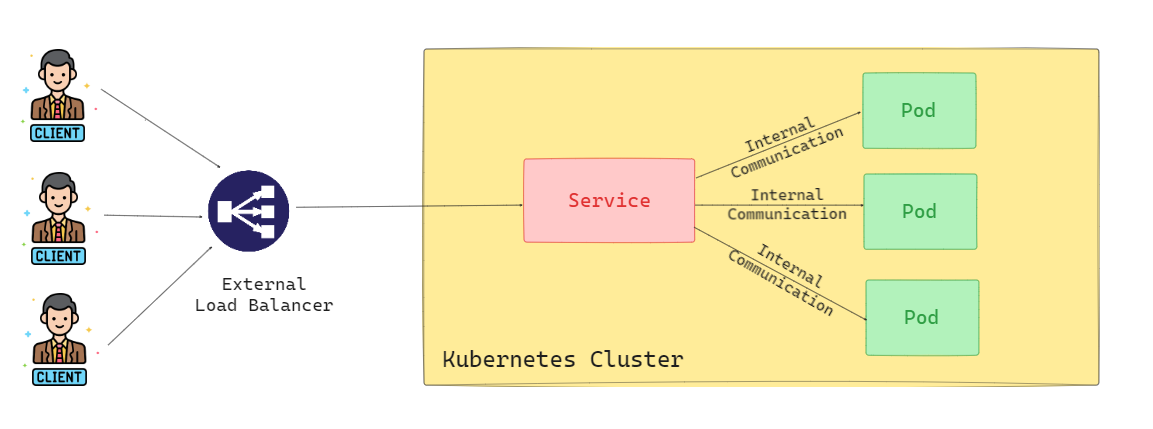 CLIENT
CLIENT
CLIENT
External
Load Balancer
Kubernetes Cluster
Service
Internal
Communication
Internal
Communication
Internal
Communication
Pod
Pod
Pod